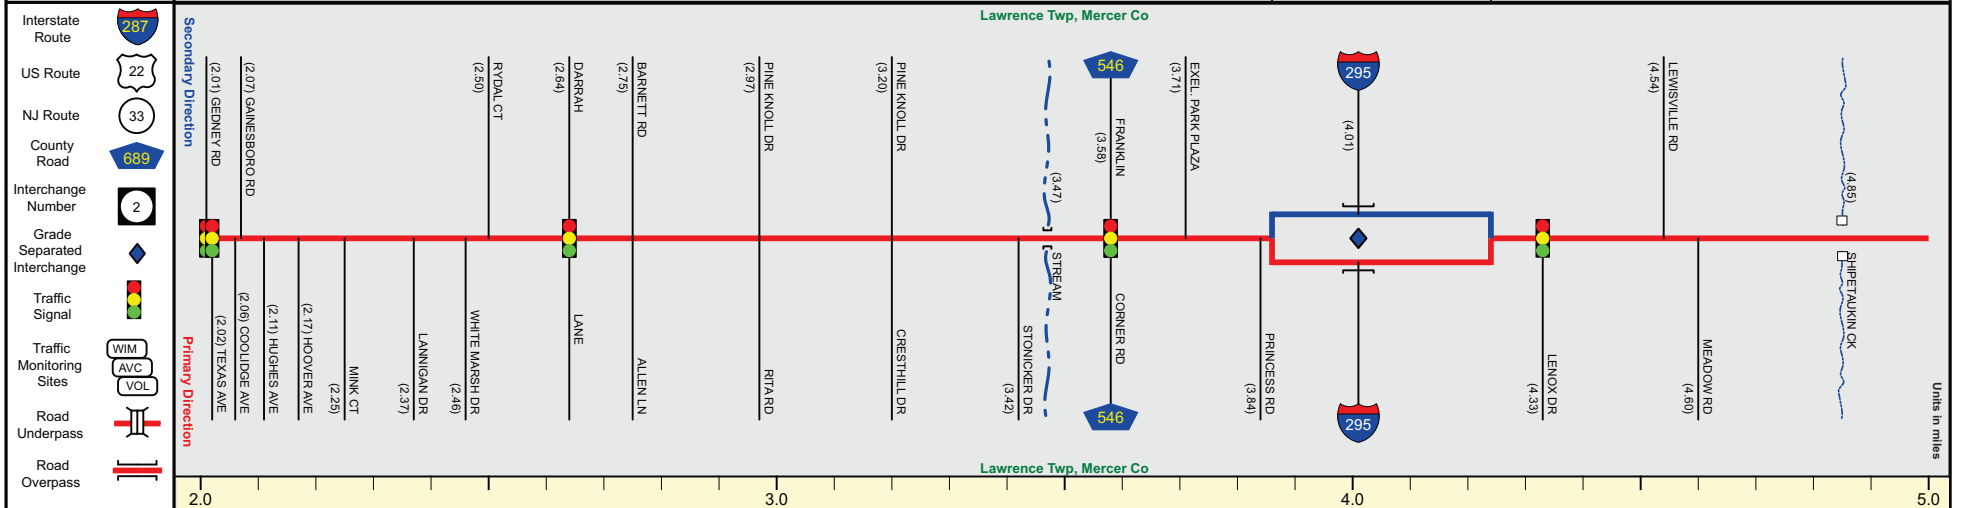 Interstate
Route
287
US Route
22
NJ Route
33
County
Road
689
Interchange
Number
2
Grade
Separated
Interchange
Traffic
Signal
Traffic
Monitoring
Sites
WIM
AVC
VOL
Road
Underpass
Road
Overpass
Secondary Direction
Primary Direction
Lawrence Twp, Mercer Co
(2.01) GEDNEY RD
(2.07) GAINESBORO RD
(2.50)
RYDAL CT
(2.64)
DARRAH
(2.75)
BARNETT RD
(2.97)
PINE KNOLL DR
(3.20)
PINE KNOLL DR
(3.47)
546
FRANKLIN
(3.58)
(3.71)
EXEL. PARK PLAZA
295
(4.01)
(4.54)
LEWISVILLE RD
(4.85)
(2.02) TEXAS AVE
(2.06) COOLIDGE AVE
(2.11) HUGHES AVE
(2.17) HOOVER AVE
MINK CT
(2.25)
LANNIGAN DR
(2.37)
WHITE MARSH DR
(2.46)
LANE
ALLEN LN
RITA RD
CRESTHILL DR
STONICKER DR
(3.42)
STREAM
CORNER RD
546
PRINCESS RD
(3.84)
295
LENOX DR
(4.33)
MEADOW RD
(4.60)
SHIPETAUKIN CK
Units in miles
Lawrence Twp, Mercer Co
2.0
3.0
4.0
5.0